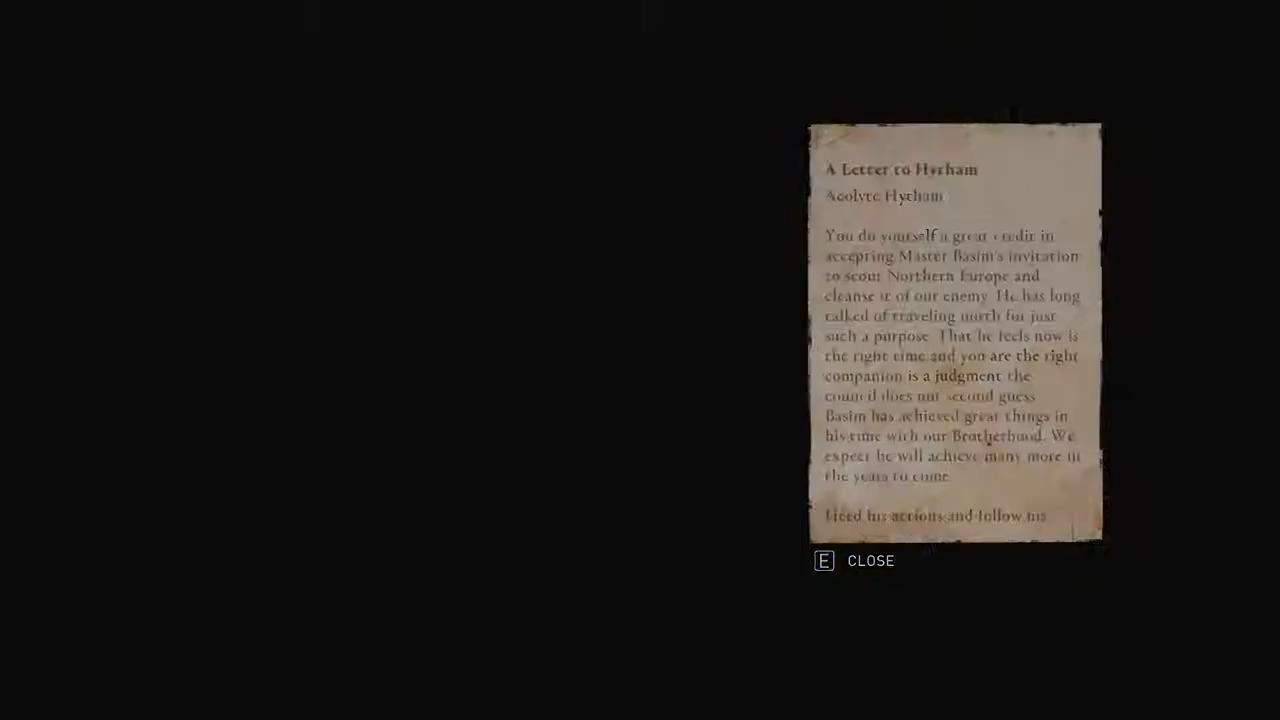 A Letter to Hytham
Acolyte Hytham
You do yourself a great credit in
accepting Master Basim's invitation
to scout Northern Europe and
cleanse it of our enemy. He has long
talked of traveling north for just
such a purpose. That he feels now is
the right time and you are the right
companion is a judgment the
council does not second guess.
Basim has achieved great things in
his time with our Brotherhood. We
expect he will achieve many more in
the years to come.
Heed his actions and follow his
E CLOSE